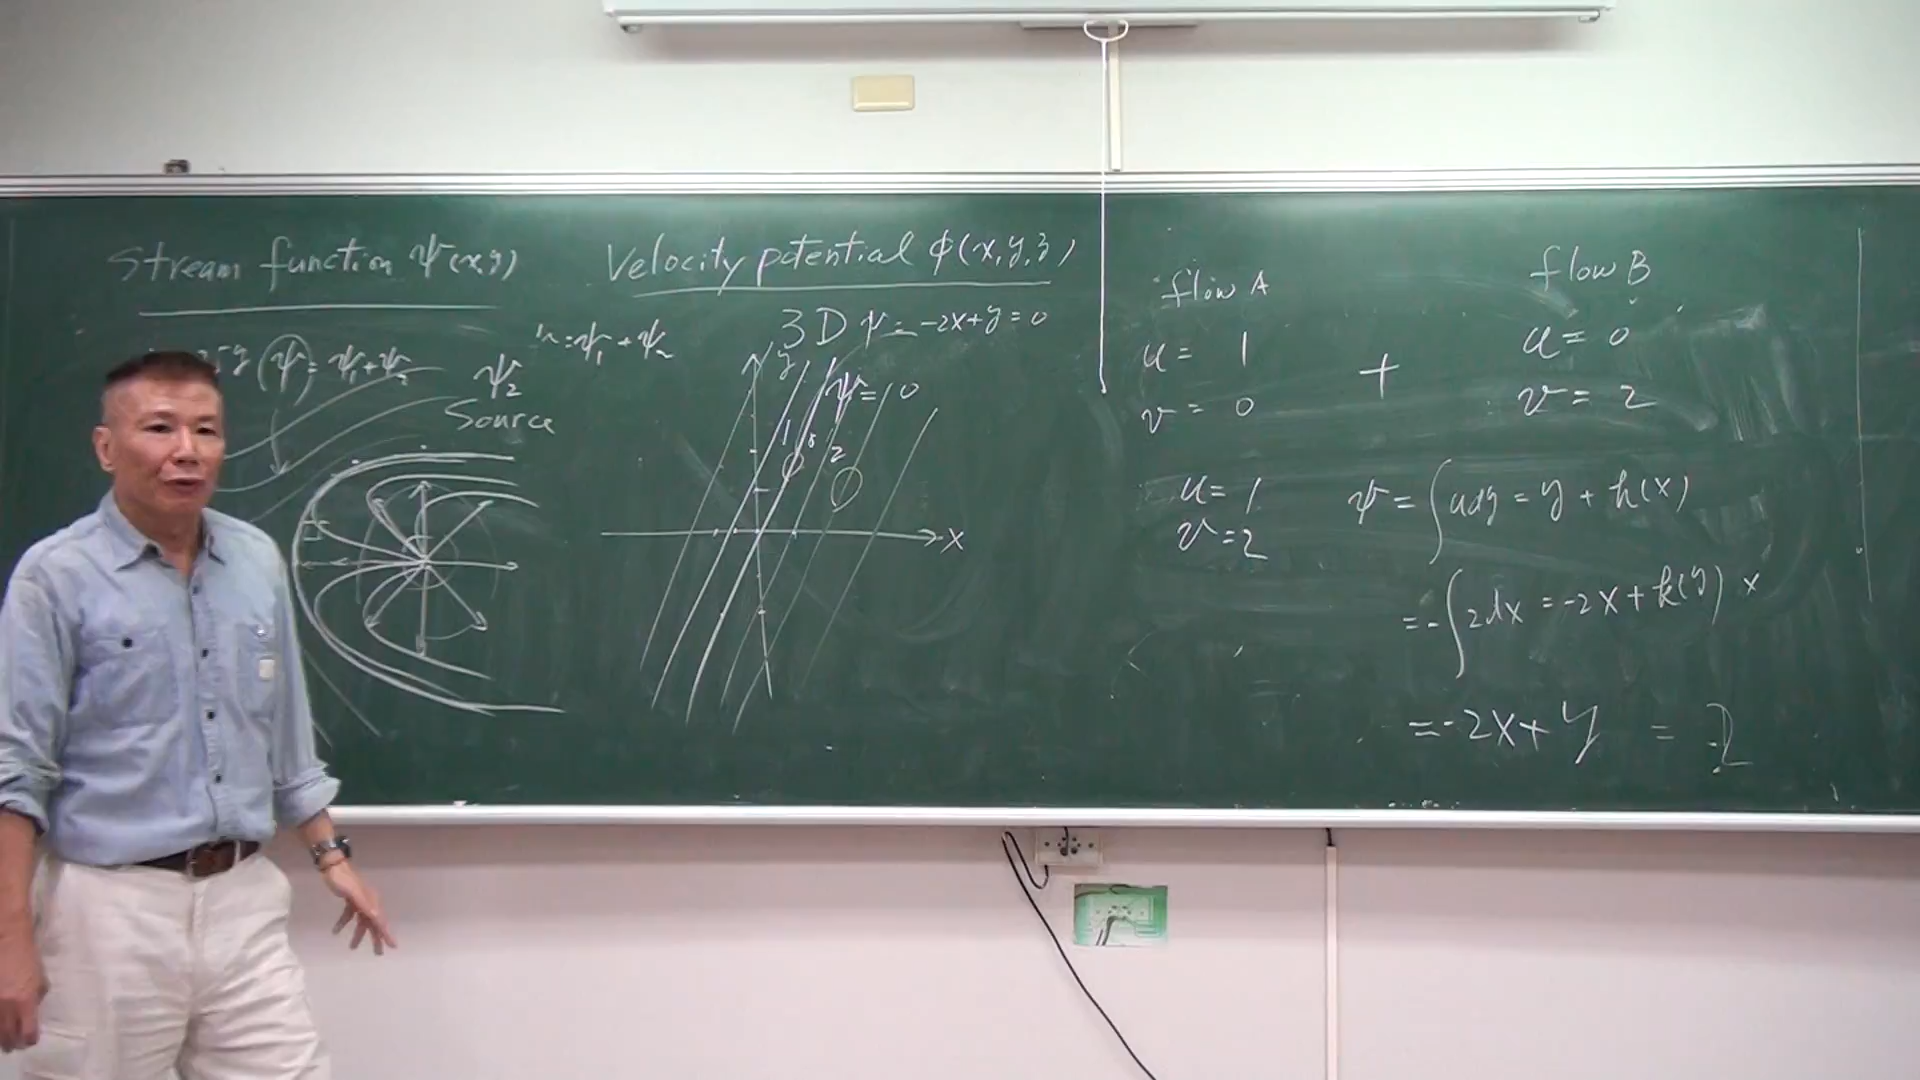 Stream function ψ(x,y)
(ψ) = ψ₁+ψ₂
ψ₂
Source
Velocity potential ϕ(x,y,z)
= ψ₁ + ψ₂
3D ψ = -2x+y = 0
y
ψ = 0
1
2
x
flow A
u = 1
v = 0
+
flow B
u = 0
v = 2
u = 1
v = 2
ψ = ∫udy = y + h(x)
= -∫2dx = -2x + k(y)
= -2x + y = 2